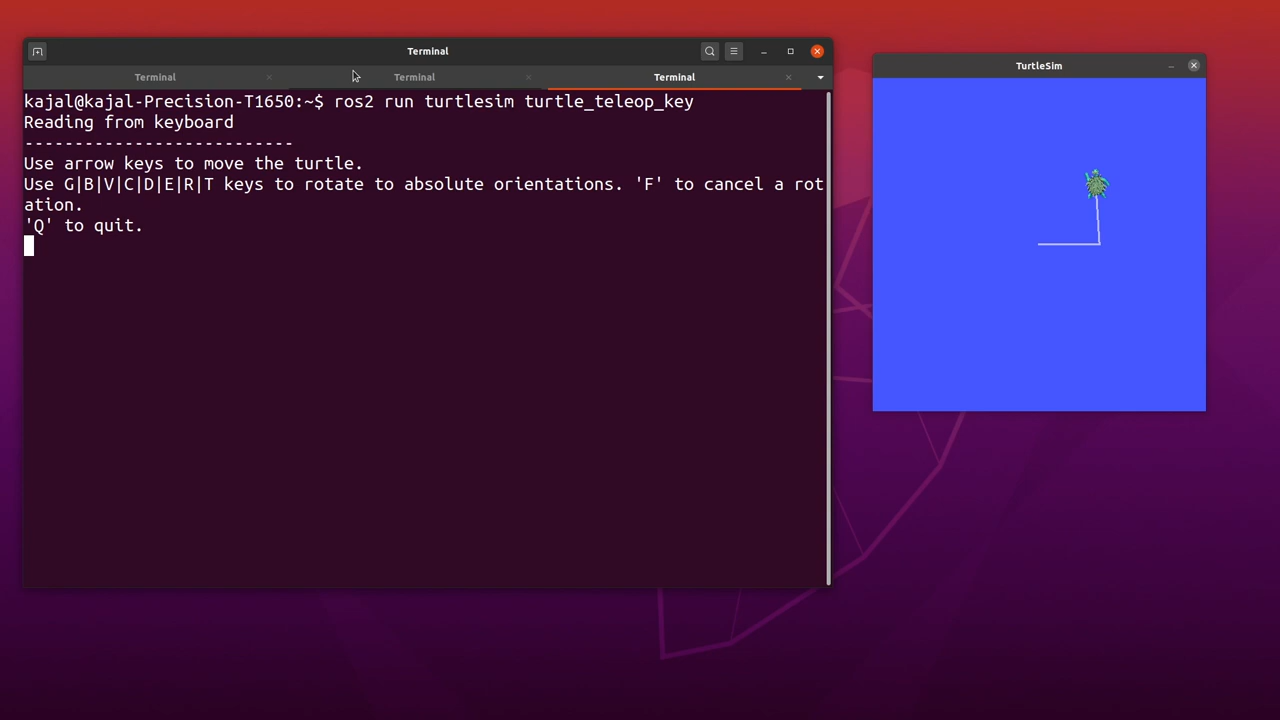 Terminal
Terminal Terminal Terminal
kajal@kajal-Precision-T1650:~$ ros2 run turtlesim turtle_teleop_key
Reading from keyboard
---------------------------
Use arrow keys to move the turtle.
Use G|B|V|C|D|E|R|T keys to rotate to absolute orientations. 'F' to cancel a rot
ation.
'Q' to quit.
TurtleSim